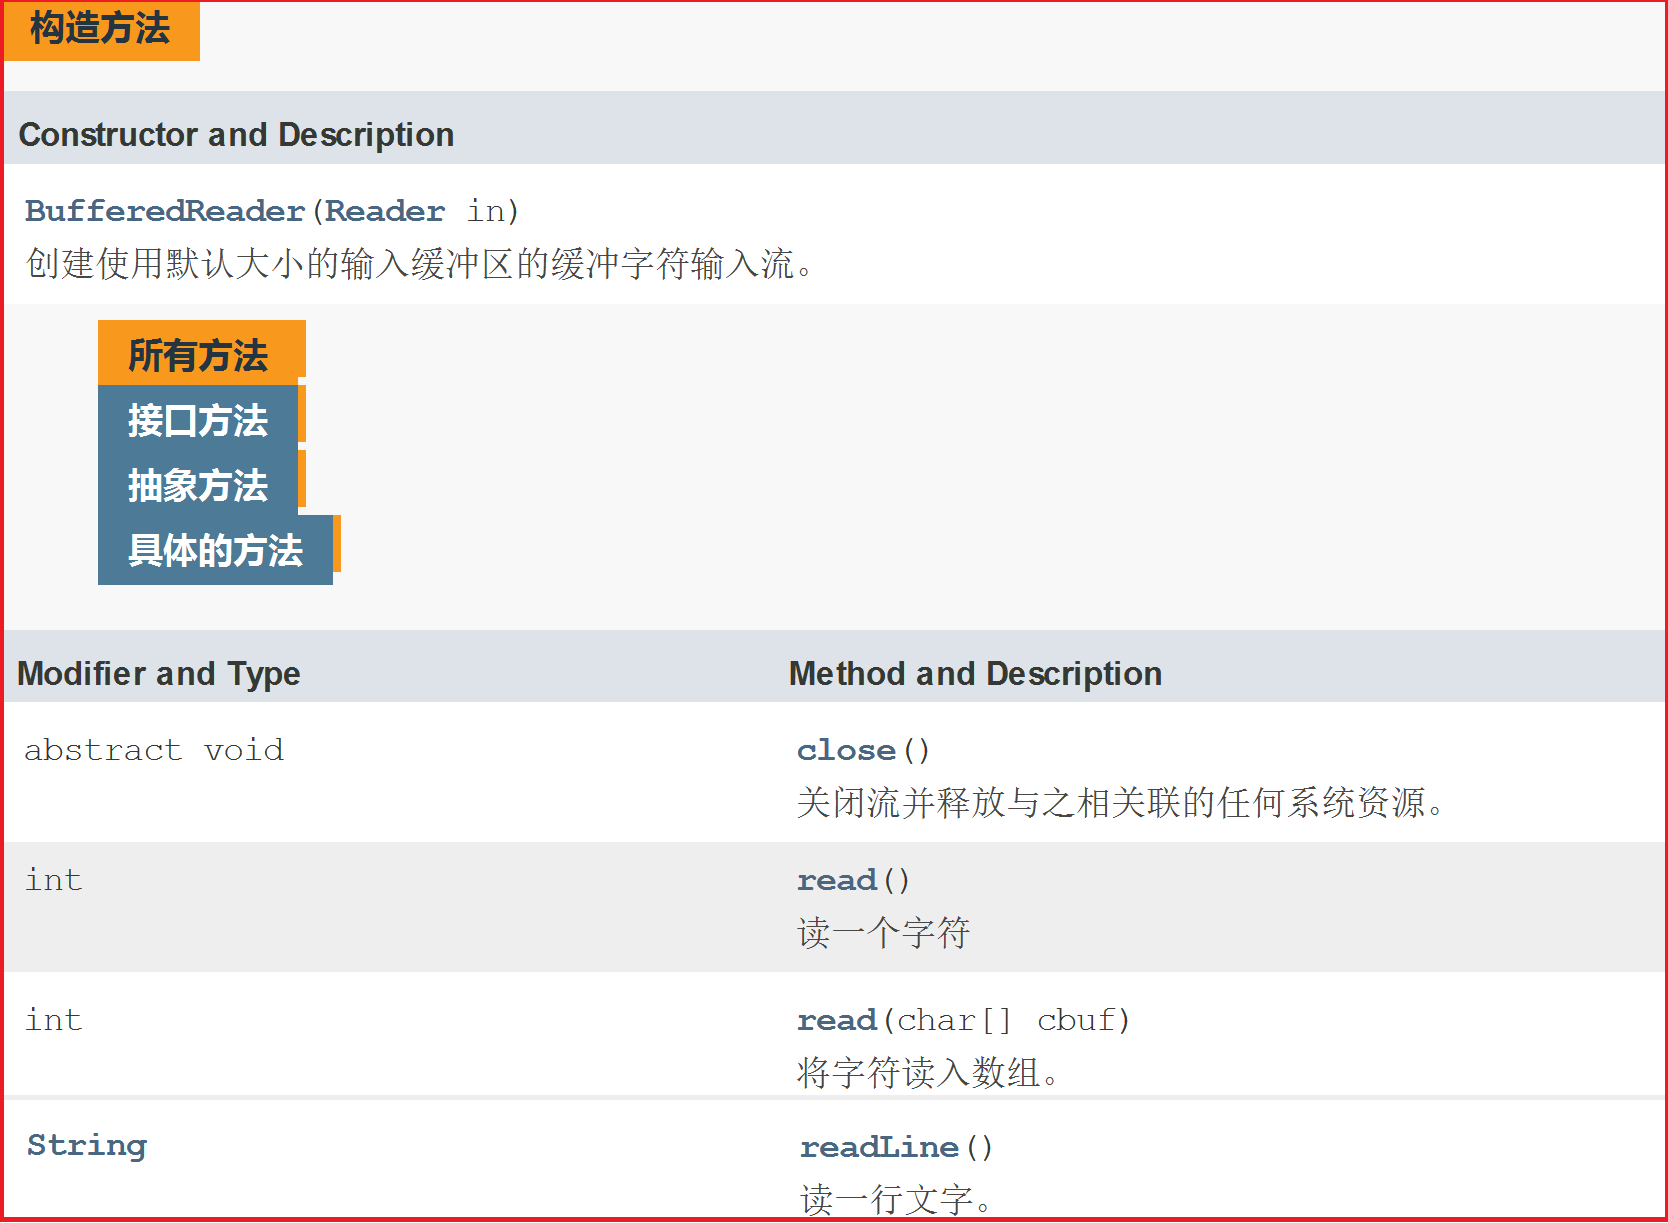 构造方法
Constructor and Description
BufferedReader(Reader in)
创建使用默认大小的输入缓冲区的缓冲字符输入流。
所有方法
接口方法
抽象方法
具体的方法
Modifier and Type Method and Description
abstract void close()
关闭流并释放与之相关联的任何系统资源。
int read()
读一个字符
int read(char[] cbuf)
将字符读入数组。
String readLine()
读一行文字。